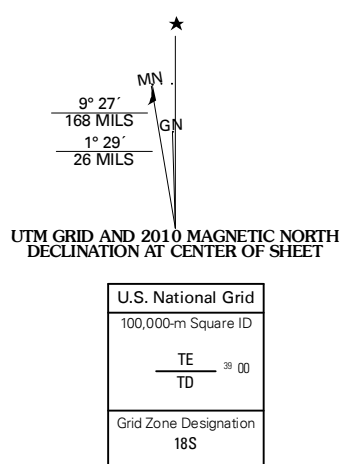 ★
MN
9° 27´
168 MILS
GN
1° 29´
26 MILS
UTM GRID AND 2010 MAGNETIC NORTH
DECLINATION AT CENTER OF SHEET
U.S. National Grid
100,000-m Square ID
TE
39 00
TD
Grid Zone Designation
18S